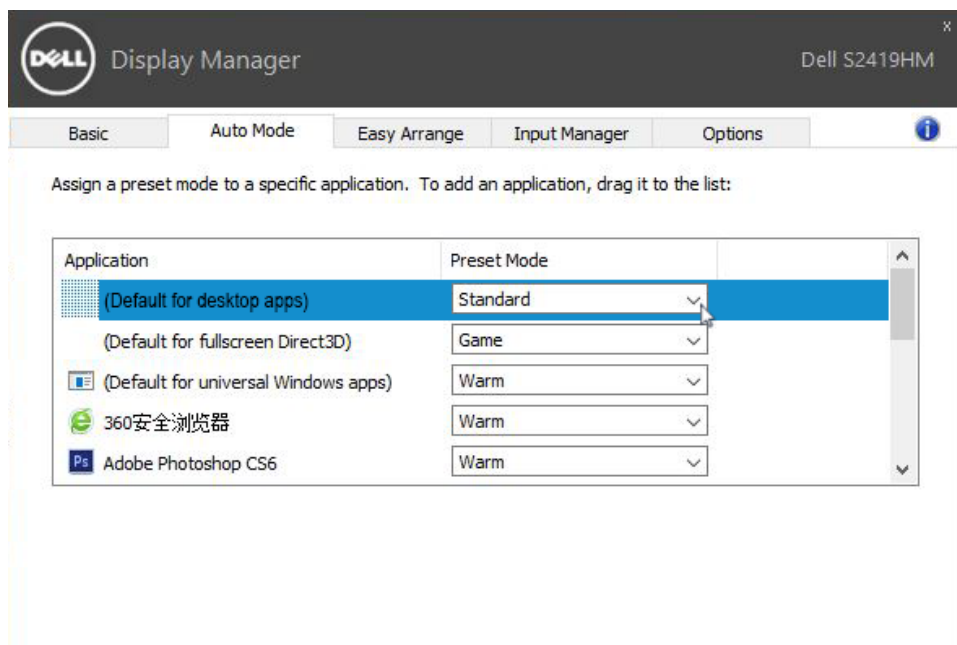 x
DELL Display Manager Dell S2419HM
Basic Auto Mode Easy Arrange Input Manager Options
Assign a preset mode to a specific application. To add an application, drag it to the list:
Application Preset Mode
(Default for desktop apps) Standard
(Default for fullscreen Direct3D) Game
(Default for universal Windows apps) Warm
360安全浏览器 Warm
Ps Adobe Photoshop CS6 Warm